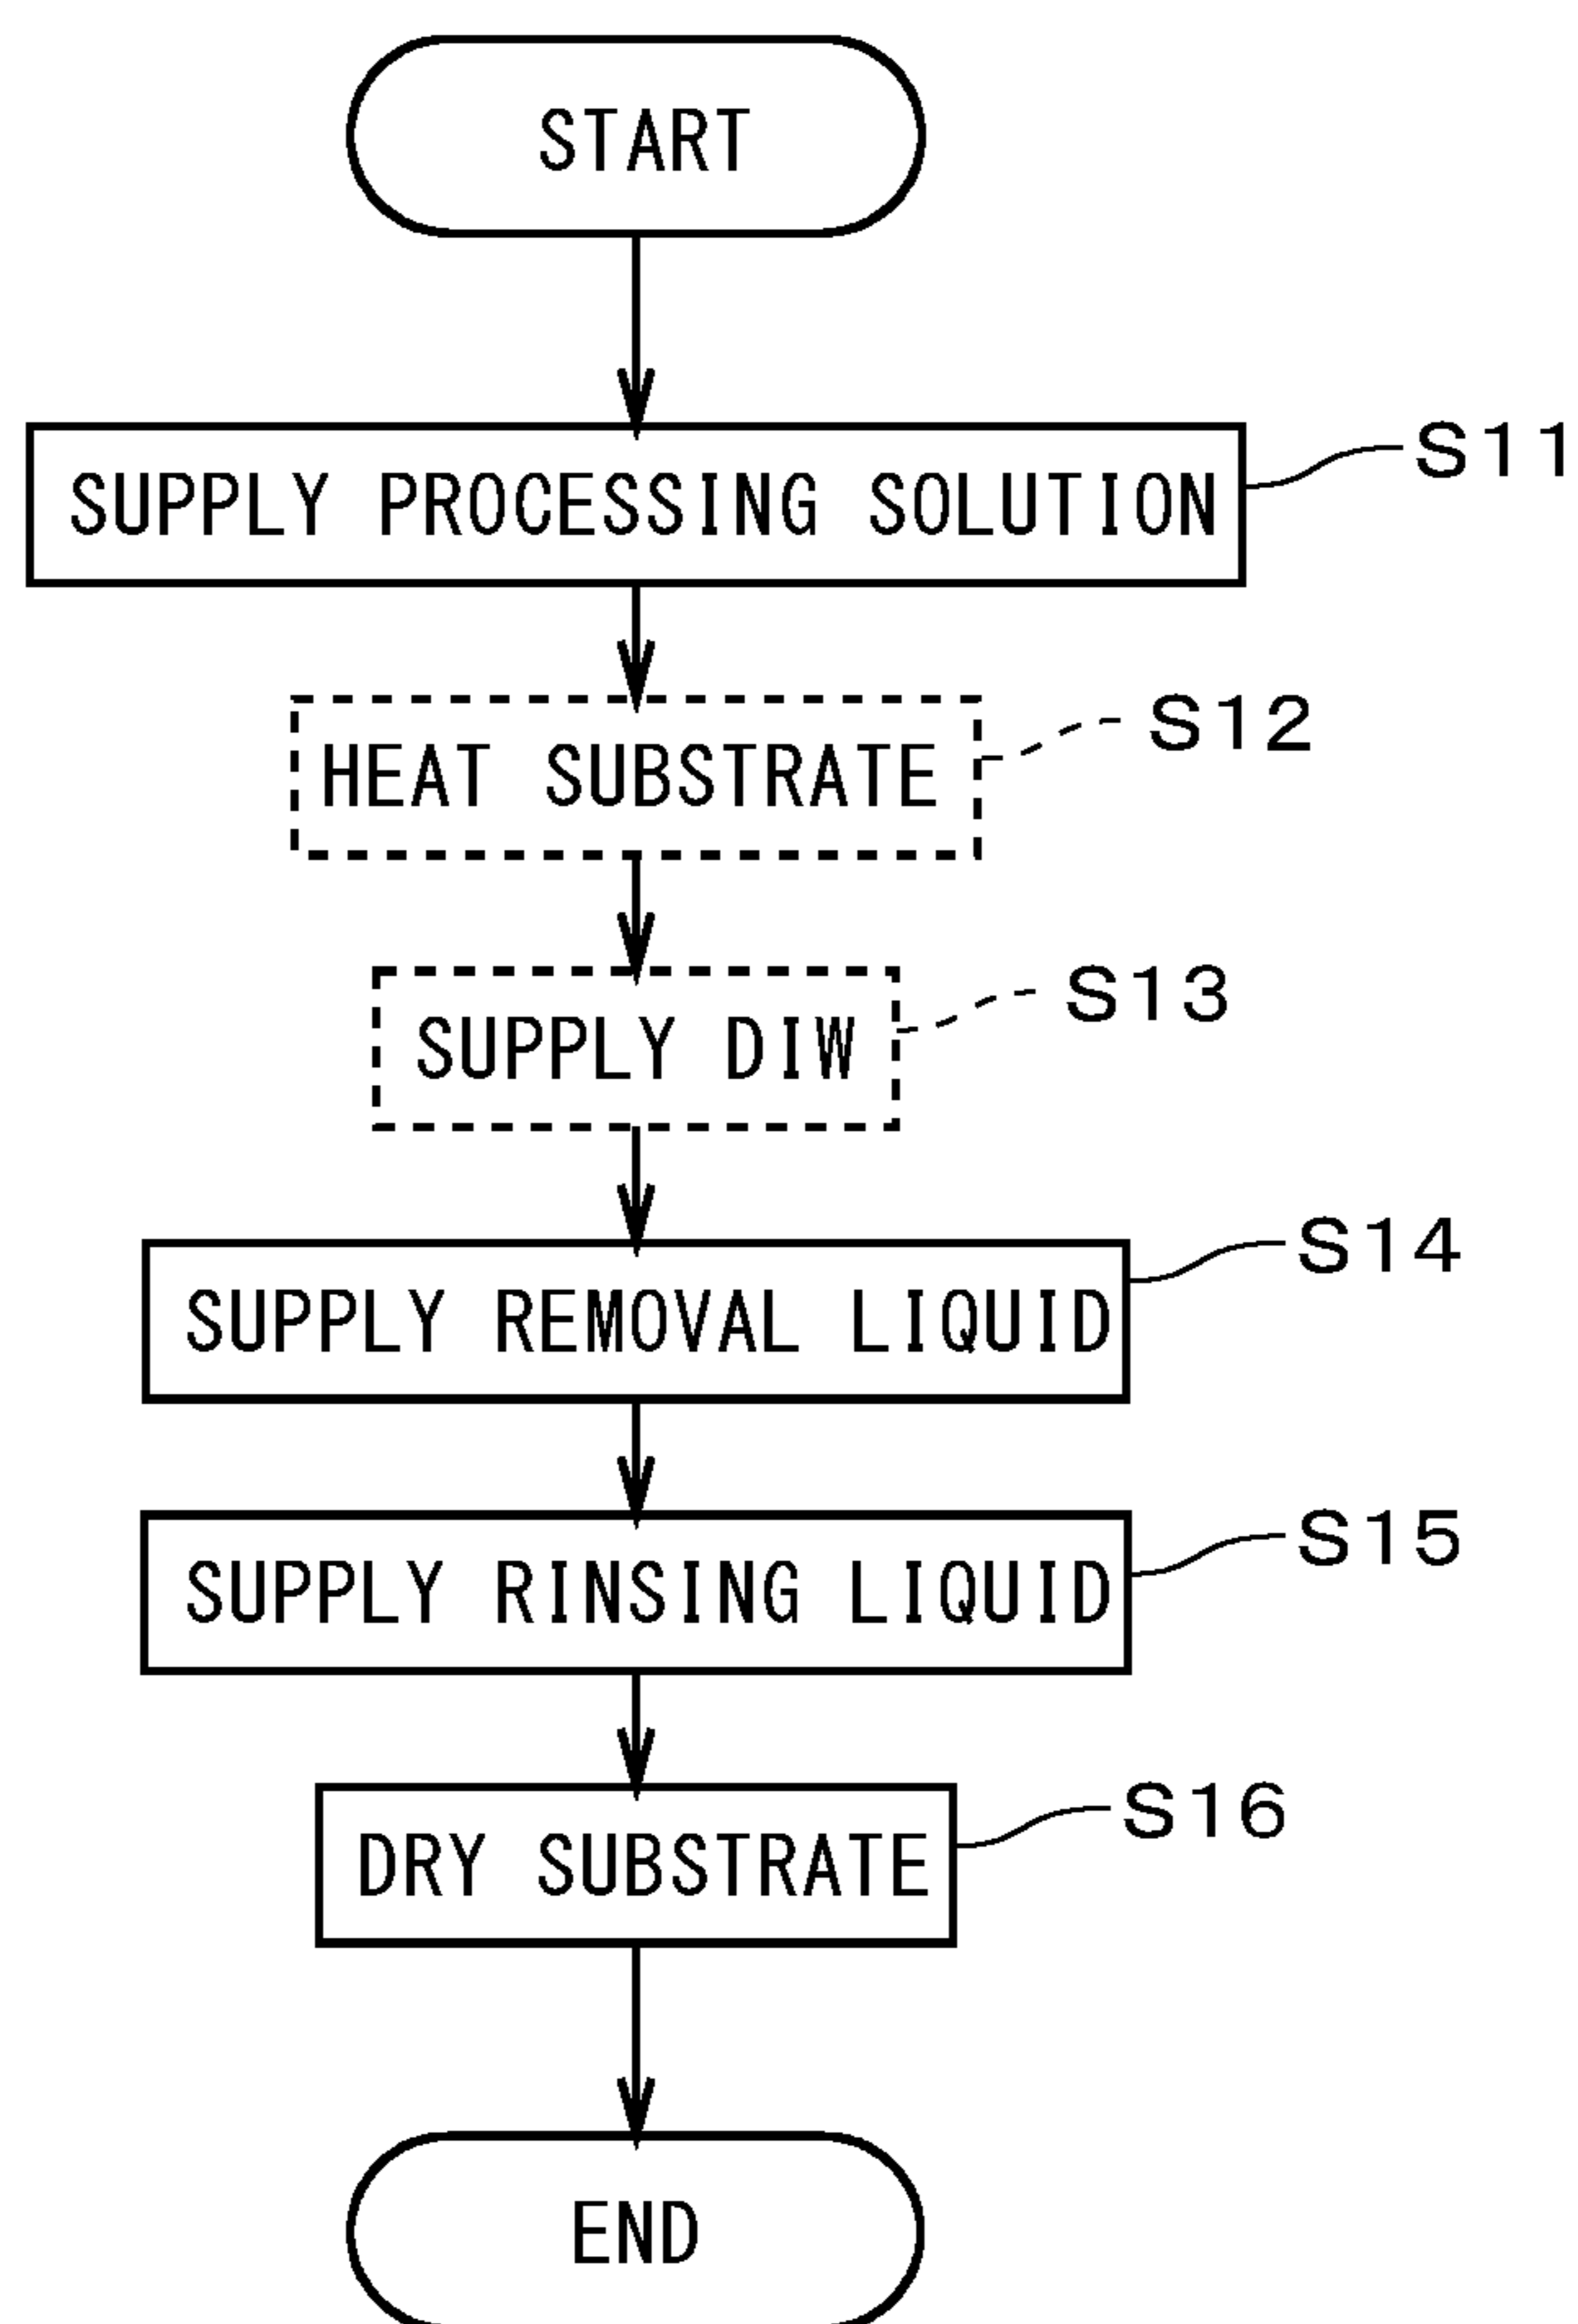 START
SUPPLY PROCESSING SOLUTION
S11
HEAT SUBSTRATE
S12
SUPPLY DIW
S13
SUPPLY REMOVAL LIQUID
S14
SUPPLY RINSING LIQUID
S15
DRY SUBSTRATE
S16
END